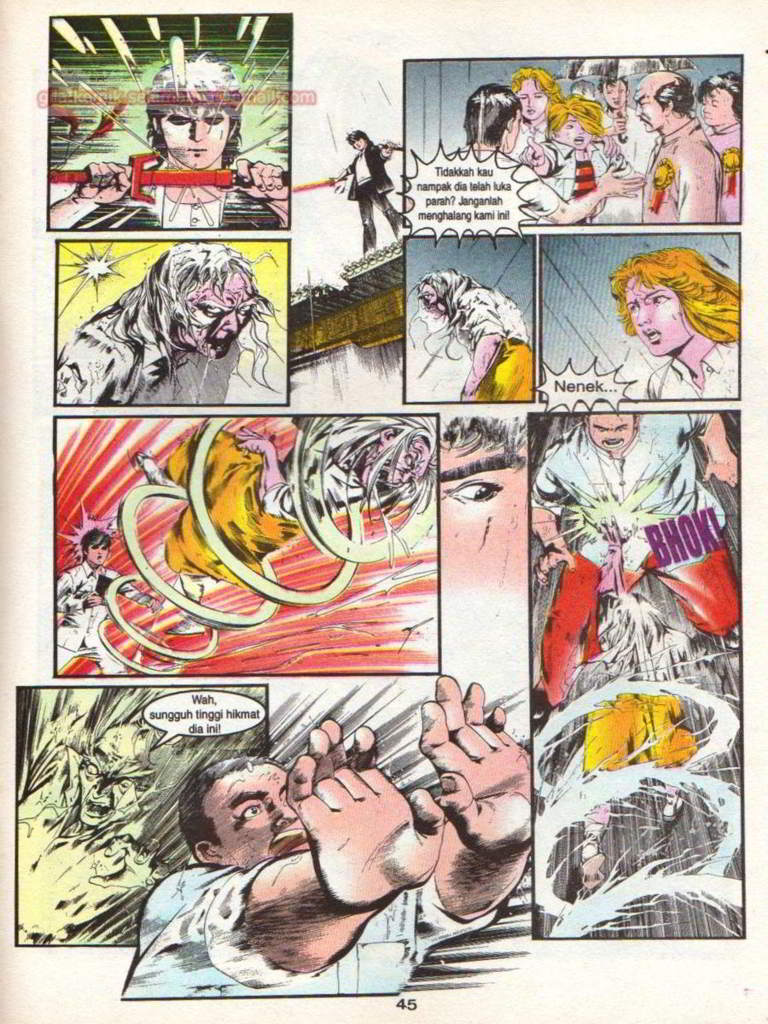 Tidakkah kau
nampak dia telah luka
parah? Janganlah
menghalang kami ini!
Nenek...
BHOK!
Wah,
sungguh tinggi hikmat
dia ini!
45